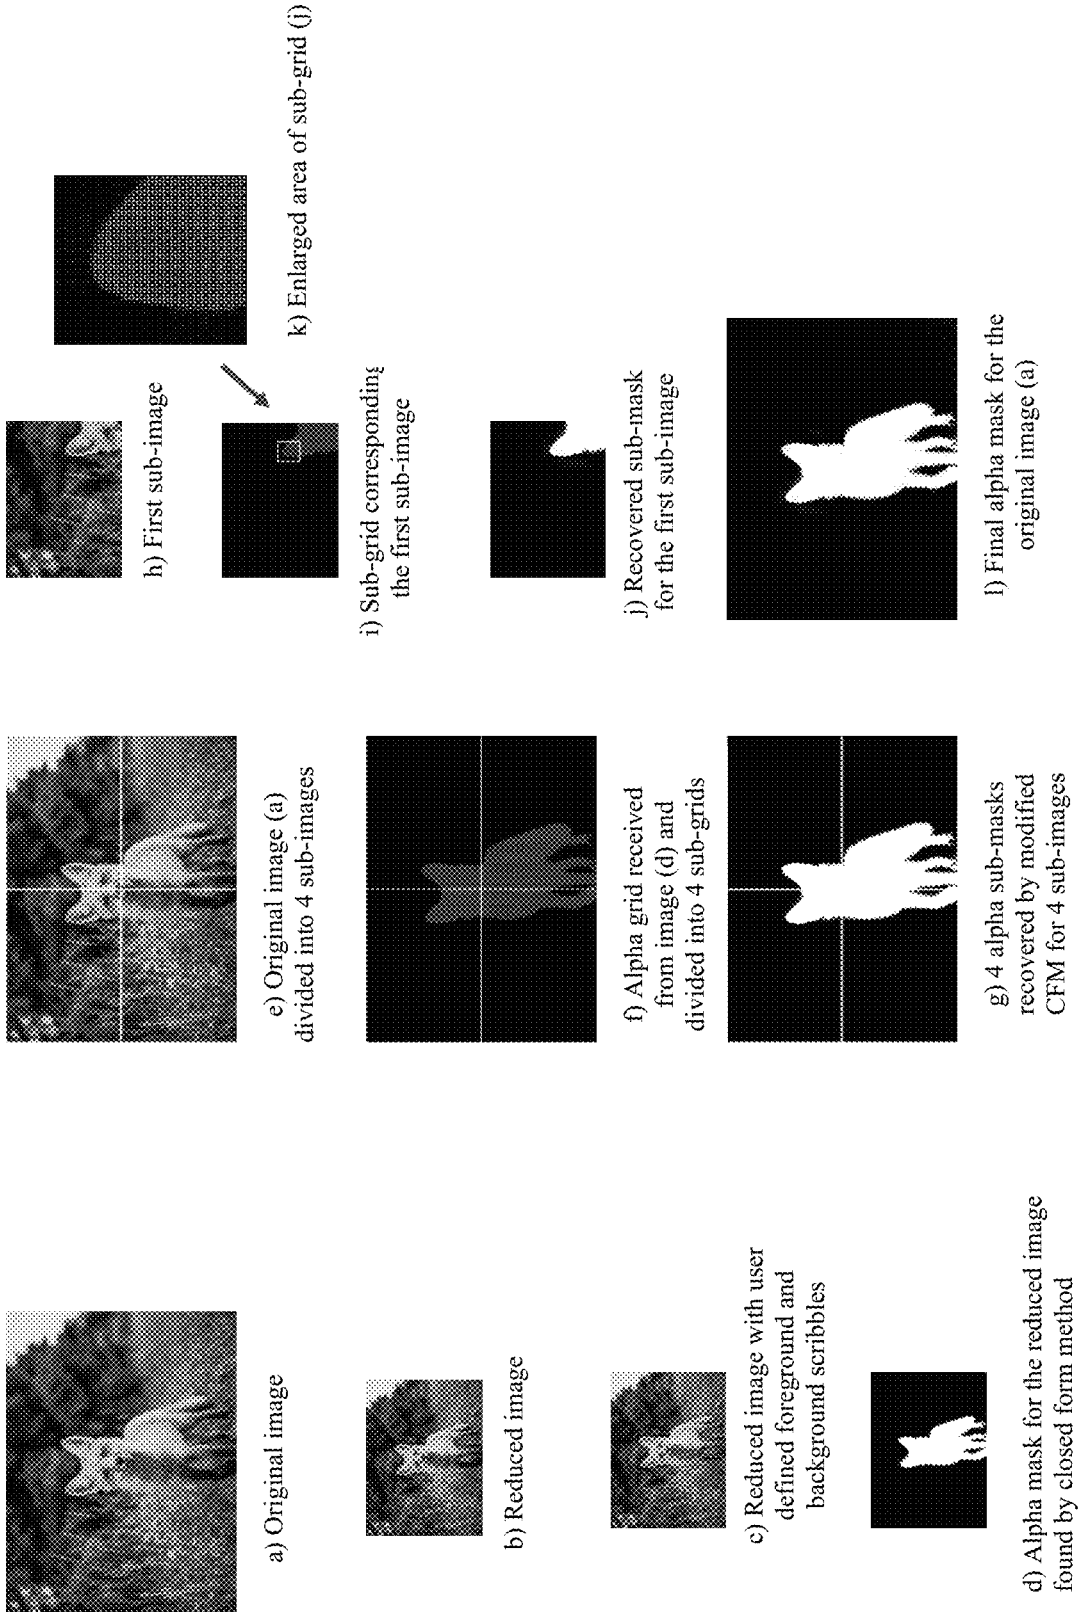 a) Original image
b) Reduced image
c) Reduced image with user
defined foreground and
background scribbles
d) Alpha mask for the reduced image
found by closed form method
e) Original image (a)
divided into 4 sub-images
f) Alpha grid received
from image (d) and
divided into 4 sub-grids
g) 4 alpha sub-masks
recovered by modified
CFM for 4 sub-images
h) First sub-image
i) Sub-grid corresponding
the first sub-image
j) Recovered sub-mask
for the first sub-image
k) Enlarged area of sub-grid (i)
l) Final alpha mask for the
original image (a)